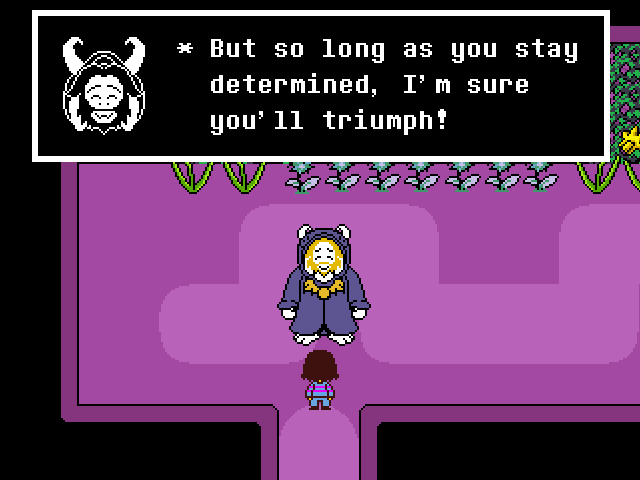 * But so long as you stay
determined, I'm sure
you'll triumph!